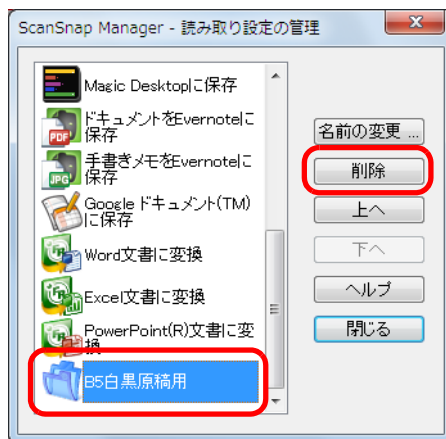 ScanSnap Manager - 読み取り設定の管理
Magic Desktopに保存
ドキュメントをEvernoteに
保存
手書きメモをEvernoteに
保存
Google ドキュメント(TM)
に保存
Word文書に変換
Excel文書に変換
PowerPoint(R)文書に変
換
B5白黒原稿用
名前の変更 ...
削除
上へ
下へ
ヘルプ
閉じる
PDF
JPG